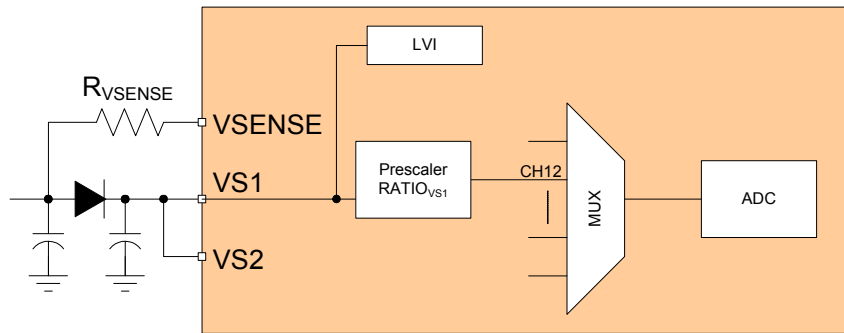 LVI
RVSENSE
VSENSE
VS1
Prescaler
RATIOVS1
CH12
MUX
ADC
VS2